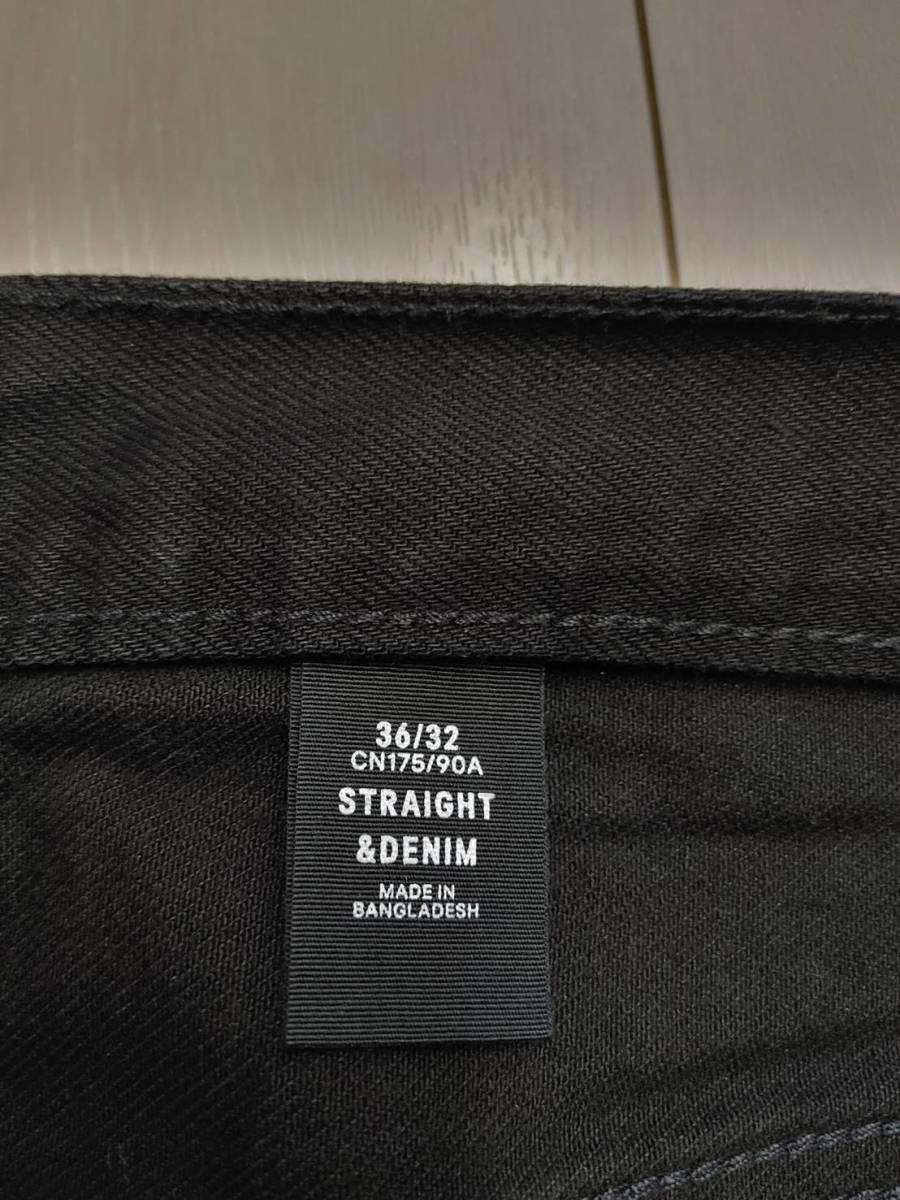 36/32
CN175/90A
STRAIGHT
&DENIM
MADE IN
BANGLADESH